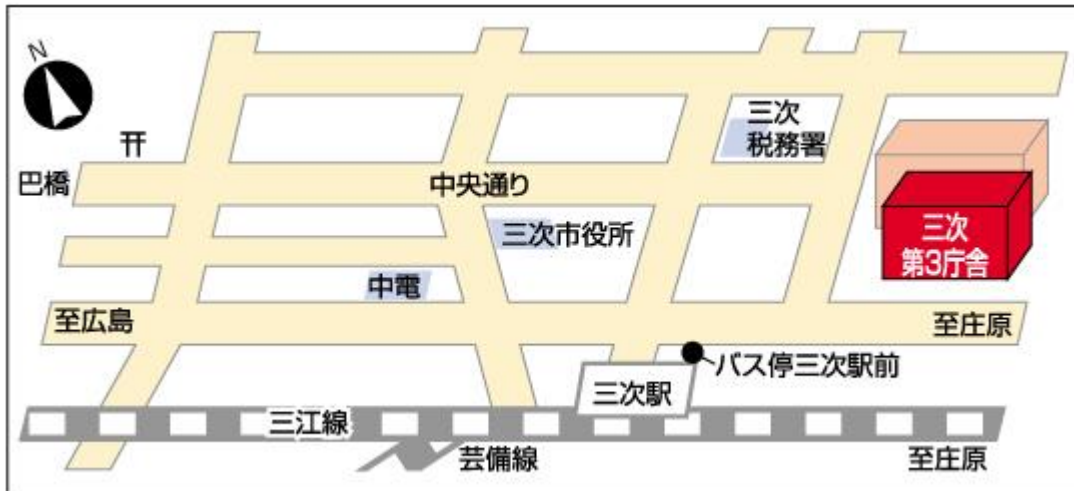 N
三次
税務署
巴橋
中央通り
三次市役所
三次
第3庁舎
中電
至広島
至庄原
バス停三次駅前
三次駅
三江線
芸備線
至庄原